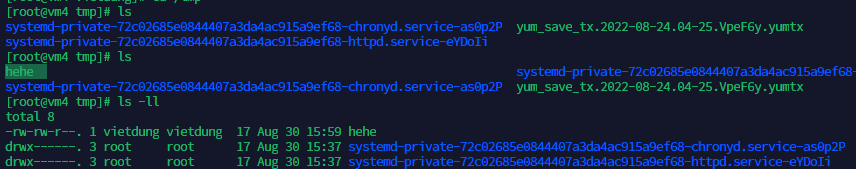 [root@vm4 tmp]# ls
systemd-private-72c02685e0844407a3da4ac915a9ef68-chronyd.service-as0p2P yum_save_tx.2022-08-24.04-25.VpeF6y.yumtx
systemd-private-72c02685e0844407a3da4ac915a9ef68-httpd.service-eYDoIi
[root@vm4 tmp]# ls
hehe systemd-private-72c02685e0844407a3da4ac915a9ef68-
systemd-private-72c02685e0844407a3da4ac915a9ef68-chronyd.service-as0p2P yum_save_tx.2022-08-24.04-25.VpeF6y.yumtx
[root@vm4 tmp]# ls -ll
total 8
-rw-rw-r--. 1 vietdung vietdung 17 Aug 30 15:59 hehe
drwx------. 3 root root 17 Aug 30 15:37 systemd-private-72c02685e0844407a3da4ac915a9ef68-chronyd.service-as0p2P
drwx------. 3 root root 17 Aug 30 15:37 systemd-private-72c02685e0844407a3da4ac915a9ef68-httpd.service-eYDoIi